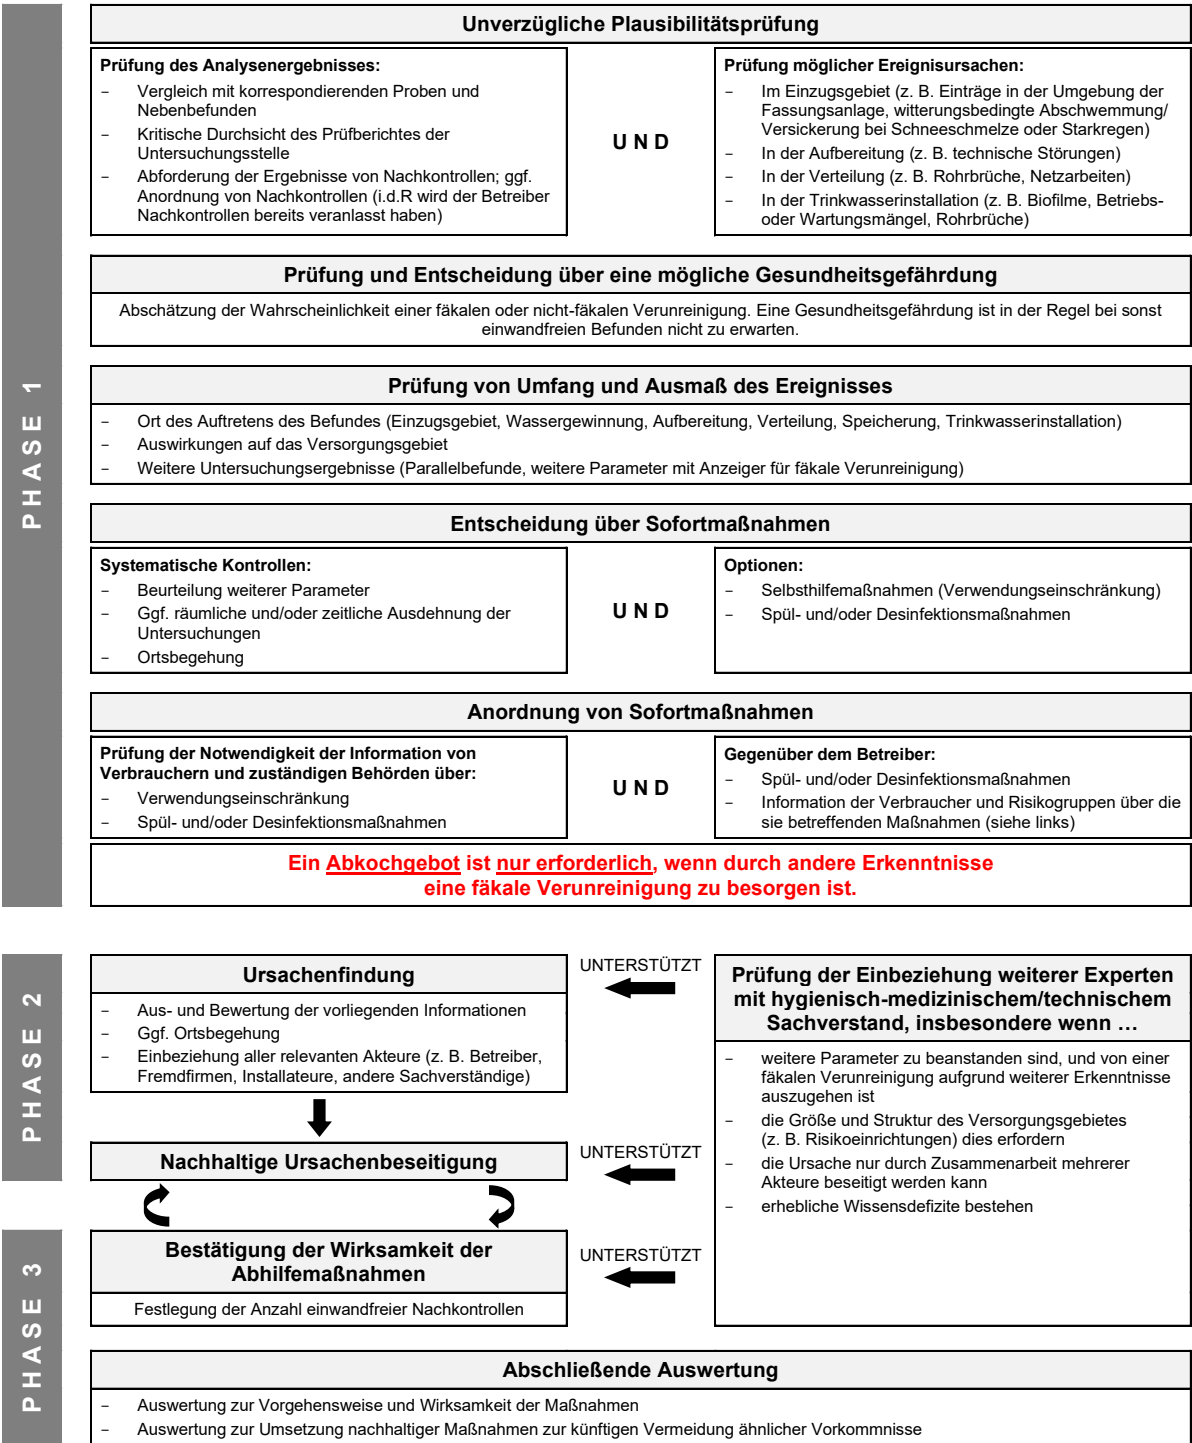 PHASE 1
Unverzügliche Plausibilitätsprüfung
Prüfung des Analysenergebnisses:
- Vergleich mit korrespondierenden Proben und
Nebenbefunden
- Kritische Durchsicht des Prüfberichtes der
Untersuchungsstelle
- Abforderung der Ergebnisse von Nachkontrollen; ggf.
Anordnung von Nachkontrollen (i.d.R wird der Betreiber
Nachkontrollen bereits veranlasst haben)
UND
Prüfung möglicher Ereignisursachen:
- Im Einzugsgebiet (z. B. Einträge in der Umgebung der
Fassungsanlage, witterungsbedingte Abschwemmung/
Versickerung bei Schneeschmelze oder Starkregen)
- In der Aufbereitung (z. B. technische Störungen)
- In der Verteilung (z. B. Rohrbrüche, Netzarbeiten)
- In der Trinkwasserinstallation (z. B. Biofilme, Betriebs-
oder Wartungsmängel, Rohrbrüche)
Prüfung und Entscheidung über eine mögliche Gesundheitsgefährdung
Abschätzung der Wahrscheinlichkeit einer fäkalen oder nicht-fäkalen Verunreinigung. Eine Gesundheitsgefährdung ist in der Regel bei sonst
einwandfreien Befunden nicht zu erwarten.
Prüfung von Umfang und Ausmaß des Ereignisses
- Ort des Auftretens des Befundes (Einzugsgebiet, Wassergewinnung, Aufbereitung, Verteilung, Speicherung, Trinkwasserinstallation)
- Auswirkungen auf das Versorgungsgebiet
- Weitere Untersuchungsergebnisse (Parallelbefunde, weitere Parameter mit Anzeiger für fäkale Verunreinigung)
Entscheidung über Sofortmaßnahmen
Systematische Kontrollen:
- Beurteilung weiterer Parameter
- Ggf. räumliche und/oder zeitliche Ausdehnung der
Untersuchungen
- Ortsbegehung
UND
Optionen:
- Selbsthilfemaßnahmen (Verwendungseinschränkung)
- Spül- und/oder Desinfektionsmaßnahmen
Anordnung von Sofortmaßnahmen
Prüfung der Notwendigkeit der Information von
Verbrauchern und zuständigen Behörden über:
- Verwendungseinschränkung
- Spül- und/oder Desinfektionsmaßnahmen
UND
Gegenüber dem Betreiber:
- Spül- und/oder Desinfektionsmaßnahmen
- Information der Verbraucher und Risikogruppen über die
sie betreffenden Maßnahmen (siehe links)
Ein Abkochgebot ist nur erforderlich, wenn durch andere Erkenntnisse
eine fäkale Verunreinigung zu besorgen ist.
PHASE 2
Ursachenfindung
- Aus- und Bewertung der vorliegenden Informationen
- Ggf. Ortsbegehung
- Einbeziehung aller relevanten Akteure (z. B. Betreiber,
Fremdfirmen, Installateure, andere Sachverständige)
UNTERSTÜTZT
Nachhaltige Ursachenbeseitigung
UNTERSTÜTZT
Prüfung der Einbeziehung weiterer Experten
mit hygienisch-medizinischem/technischem
Sachverstand, insbesondere wenn …
- weitere Parameter zu beanstanden sind, und von einer
fäkalen Verunreinigung aufgrund weiterer Erkenntnisse
auszugehen ist
- die Größe und Struktur des Versorgungsgebietes
(z. B. Risikoeinrichtungen) dies erfordern
- die Ursache nur durch Zusammenarbeit mehrerer
Akteure beseitigt werden kann
- erhebliche Wissensdefizite bestehen
PHASE 3
Bestätigung der Wirksamkeit der
Abhilfemaßnahmen
Festlegung der Anzahl einwandfreier Nachkontrollen
UNTERSTÜTZT
Abschließende Auswertung
- Auswertung zur Vorgehensweise und Wirksamkeit der Maßnahmen
- Auswertung zur Umsetzung nachhaltiger Maßnahmen zur künftigen Vermeidung ähnlicher Vorkommnisse